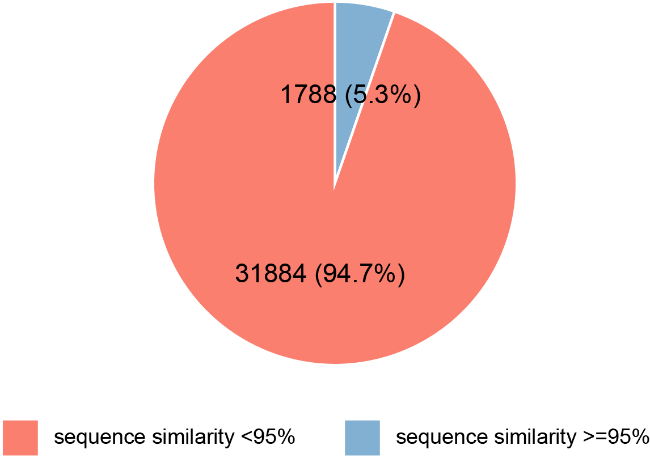 1788 (5.3%)
31884 (94.7%)
sequence similarity <95%
sequence similarity >=95%